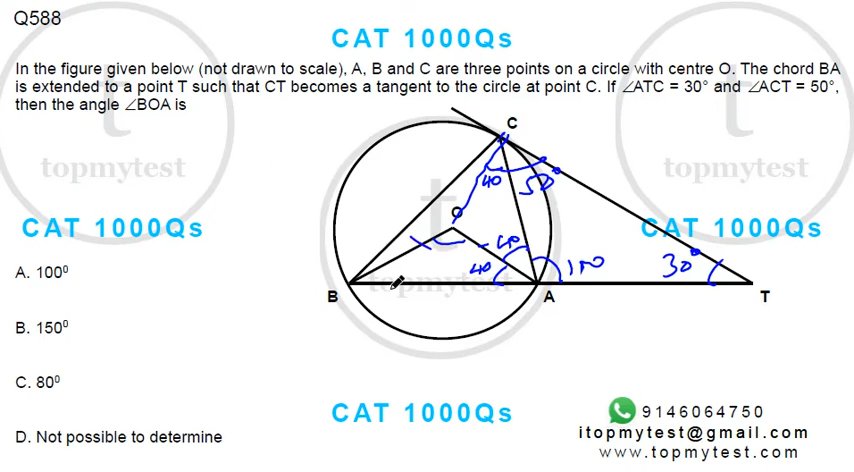 Q588
CAT 1000Qs
In the figure given below (not drawn to scale), A, B and C are three points on a circle with centre O. The chord BA
is extended to a point T such that CT becomes a tangent to the circle at point C. If ∠ATC = 30° and ∠ACT = 50°,
then the angle ∠BOA is
t
topmytest
t
topmytest
t
topmytest
C
40
50°
O
CAT 1000Qs
CAT 1000Qs
A. 100⁰
40
40
100
30°
B
A
T
B. 150⁰
C. 80⁰
CAT 1000Qs
9146064750
itopmytest@gmail.com
www.topmytest.com
D. Not possible to determine